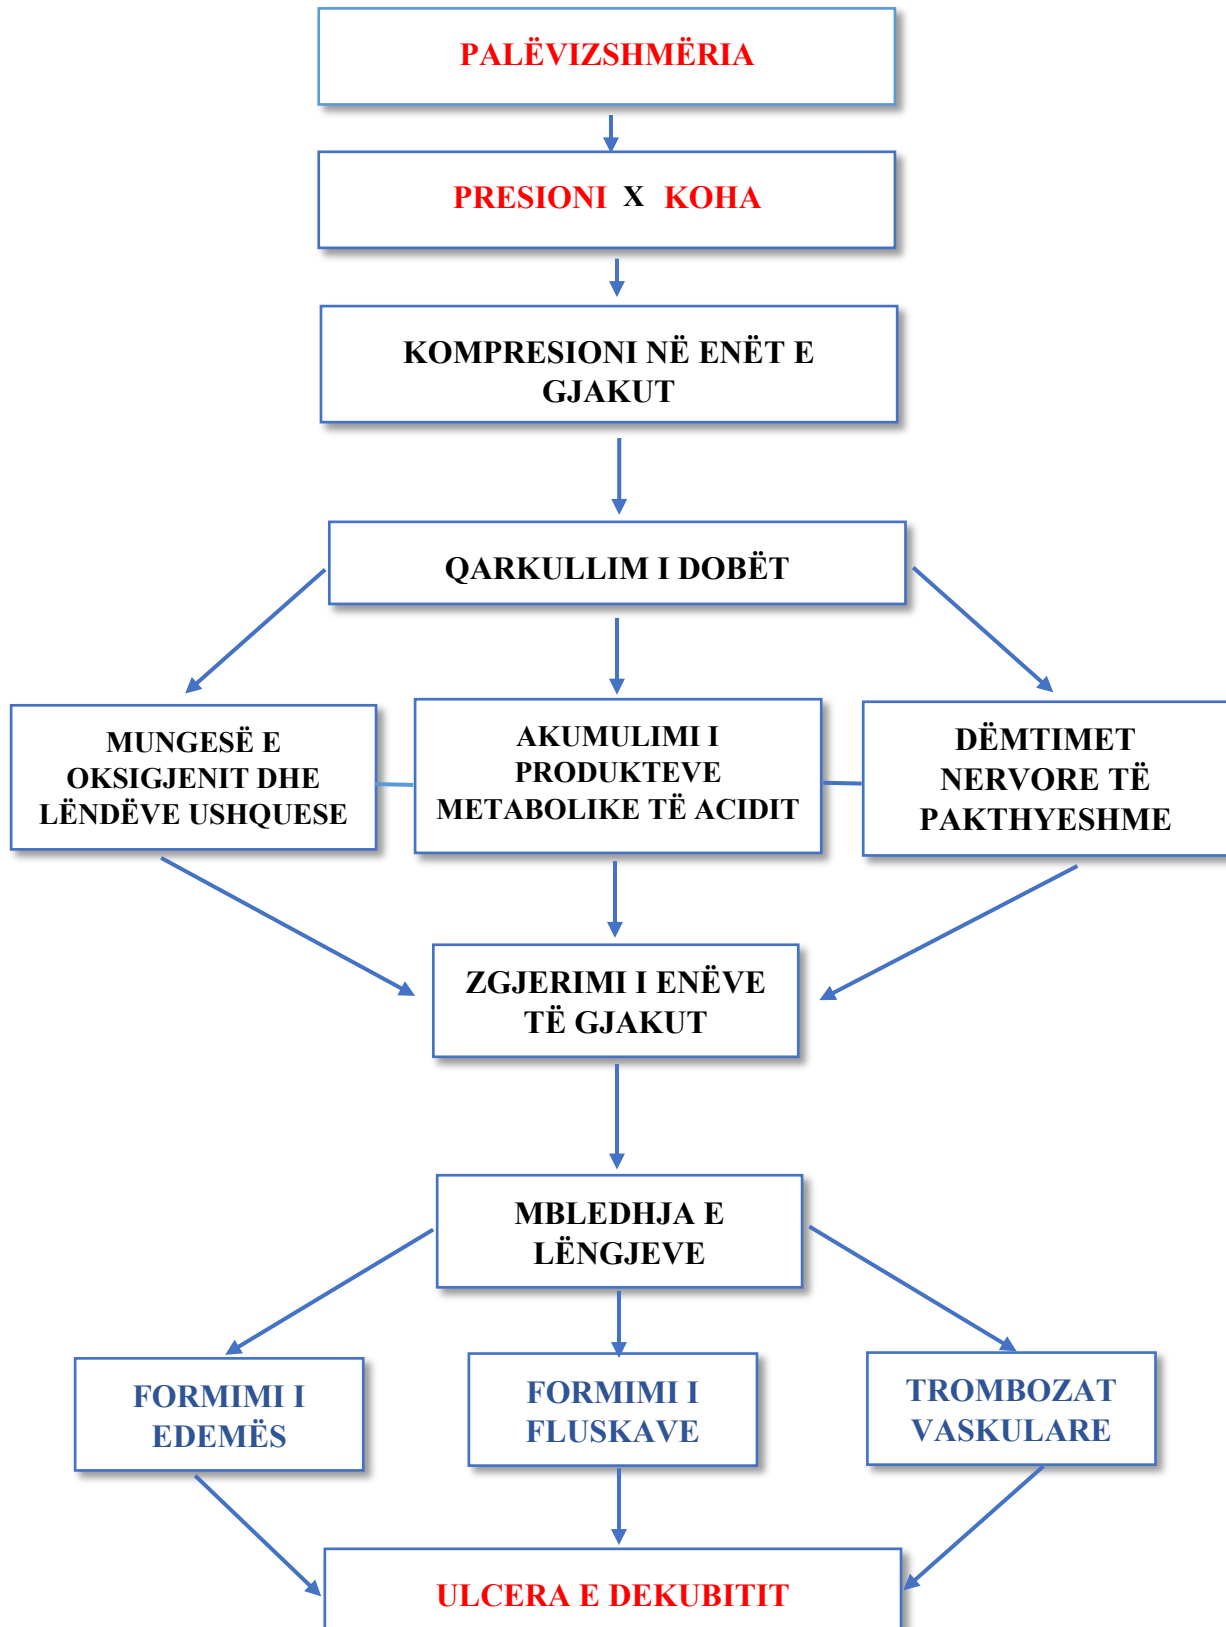 PALËVIZSHMËRIA
PRESIONI X KOHA
KOMPRESIONI NË ENËT E
GJAKUT
QARKULLIM I DOBËT
MUNGESË E
OKSIGJENIT DHE
LËNDËVE USHQUESE
AKUMULIMI I
PRODUKTEVE
METABOLIKE TË ACIDIT
DËMTIMET
NERVORE TË
PAKTHYESHME
ZGJERIMI I ENËVE
TË GJAKUT
MBLEDHJA E
LËNGJEVE
FORMIMI I
EDEMËS
FORMIMI I
FLUSKAVE
TROMBOZAT
VASKULARE
ULCERA E DEKUBITIT